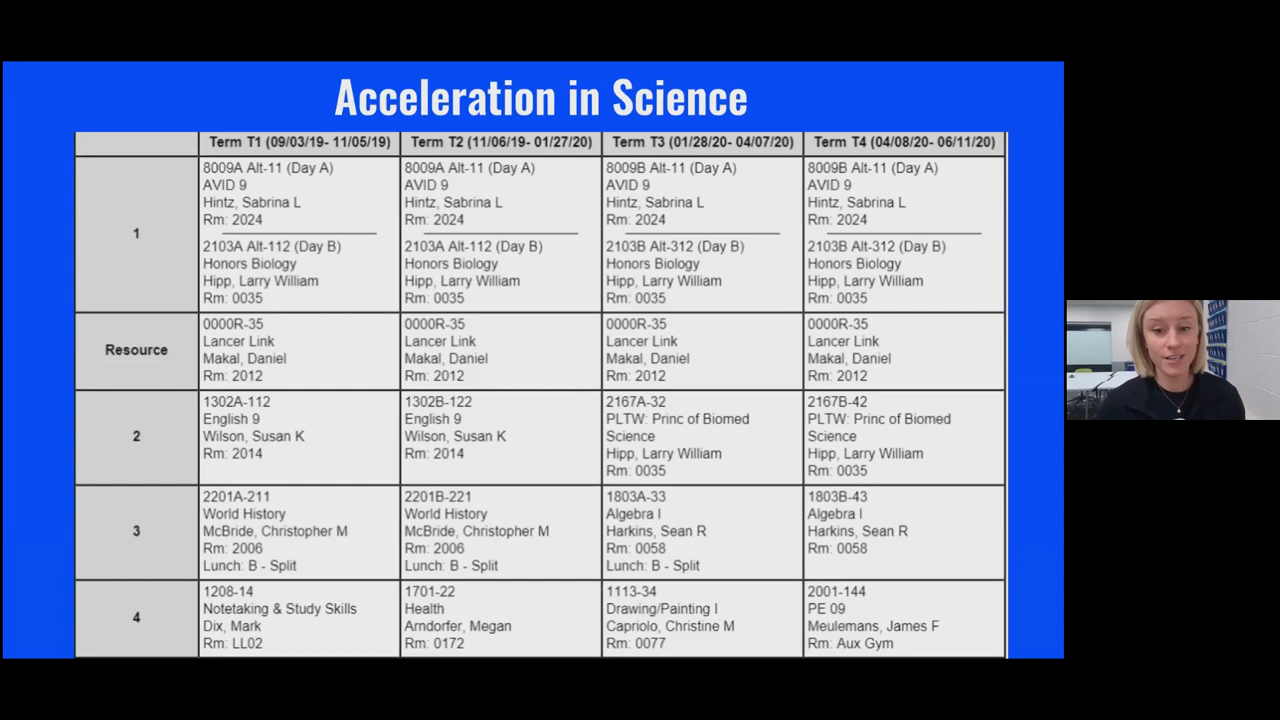 Acceleration in Science
Term T1 (09/03/19- 11/05/19) Term T2 (11/06/19- 01/27/20) Term T3 (01/28/20- 04/07/20) Term T4 (04/08/20- 06/11/20)
1
8009A Alt-11 (Day A)
AVID 9
Hintz, Sabrina L
Rm: 2024
2103A Alt-112 (Day B)
Honors Biology
Hipp, Larry William
Rm: 0035
8009A Alt-11 (Day A)
AVID 9
Hintz, Sabrina L
Rm: 2024
2103A Alt-112 (Day B)
Honors Biology
Hipp, Larry William
Rm: 0035
8009B Alt-11 (Day A)
AVID 9
Hintz, Sabrina L
Rm: 2024
2103B Alt-312 (Day B)
Honors Biology
Hipp, Larry William
Rm: 0035
8009B Alt-11 (Day A)
AVID 9
Hintz, Sabrina L
Rm: 2024
2103B Alt-312 (Day B)
Honors Biology
Hipp, Larry William
Rm: 0035
Resource
0000R-35
Lancer Link
Makal, Daniel
Rm: 2012
0000R-35
Lancer Link
Makal, Daniel
Rm: 2012
0000R-35
Lancer Link
Makal, Daniel
Rm: 2012
0000R-35
Lancer Link
Makal, Daniel
Rm: 2012
2
1302A-112
English 9
Wilson, Susan K
Rm: 2014
1302B-122
English 9
Wilson, Susan K
Rm: 2014
2167A-32
PLTW: Princ of Biomed
Science
Hipp, Larry William
Rm: 0035
2167B-42
PLTW: Princ of Biomed
Science
Hipp, Larry William
Rm: 0035
3
2201A-211
World History
McBride, Christopher M
Rm: 2006
Lunch: B - Split
2201B-221
World History
McBride, Christopher M
Rm: 2006
Lunch: B - Split
1803A-33
Algebra I
Harkins, Sean R
Rm: 0058
Lunch: B - Split
1803B-43
Algebra I
Harkins, Sean R
Rm: 0058
4
1208-14
Notetaking & Study Skills
Dix, Mark
Rm: LL02
1701-22
Health
Arndorfer, Megan
Rm: 0172
1113-34
Drawing/Painting I
Capriolo, Christine M
Rm: 0077
2001-144
PE 09
Meulemans, James F
Rm: Aux Gym